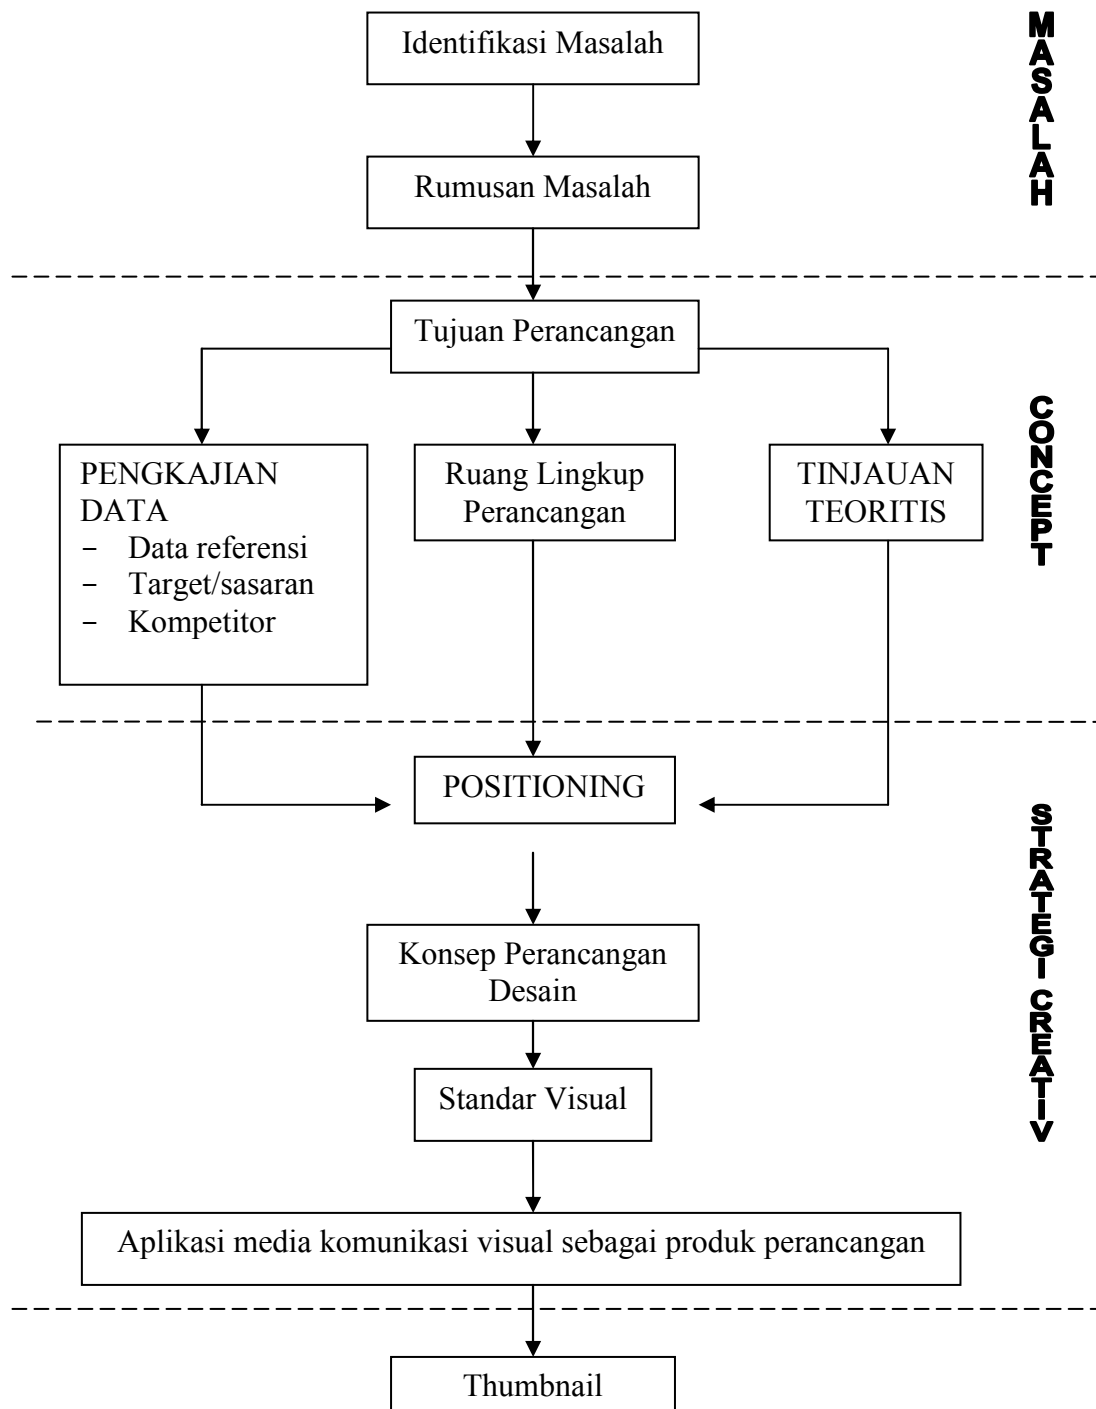 Identifikasi Masalah
MASALAH
Rumusan Masalah
Tujuan Perancangan
CONCEPT
PENGKAJIAN
DATA
- Data referensi
- Target/sasaran
- Kompetitor
Ruang Lingkup
Perancangan
TINJAUAN
TEORITIS
POSITIONING
STRATEGI CREATIV
Konsep Perancangan
Desain
Standar Visual
Aplikasi media komunikasi visual sebagai produk perancangan
Thumbnail